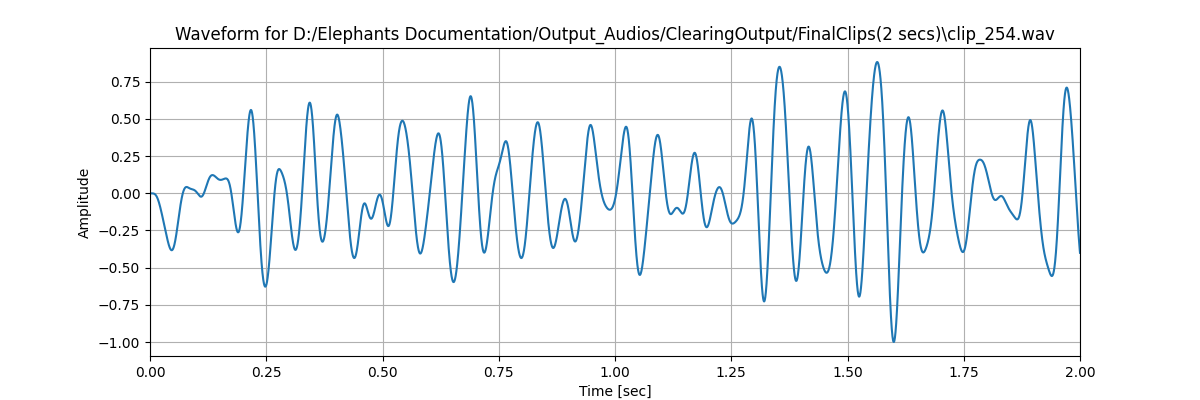 Waveform for D:/Elephants Documentation/Output_Audios/ClearingOutput/FinalClips(2 secs)\clip_254.wav
Amplitude
0.75
0.50
0.25
0.00
−0.25
−0.50
−0.75
−1.00
0.00 0.25 0.50 0.75 1.00 1.25 1.50 1.75 2.00
Time [sec]